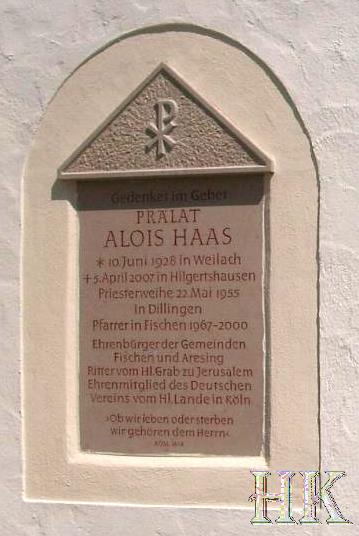 Gedenket im Gebet
PRÄLAT
ALOIS HAAS
* 10. Juni 1928 in Weilach
+ 5. April 2007 in Hilgertshausen
Priesterweihe 22. Mai 1955
in Dillingen
Pfarrer in Fischen 1967-2000
Ehrenbürger der Gemeinden
Fischen und Aresing
Ritter vom Hl. Grab zu Jerusalem
Ehrenmitglied des Deutschen
Vereins vom Hl. Lande in Köln
›Ob wir leben oder sterben
wir gehören dem Herrn‹
RÖM. 14,8
HK